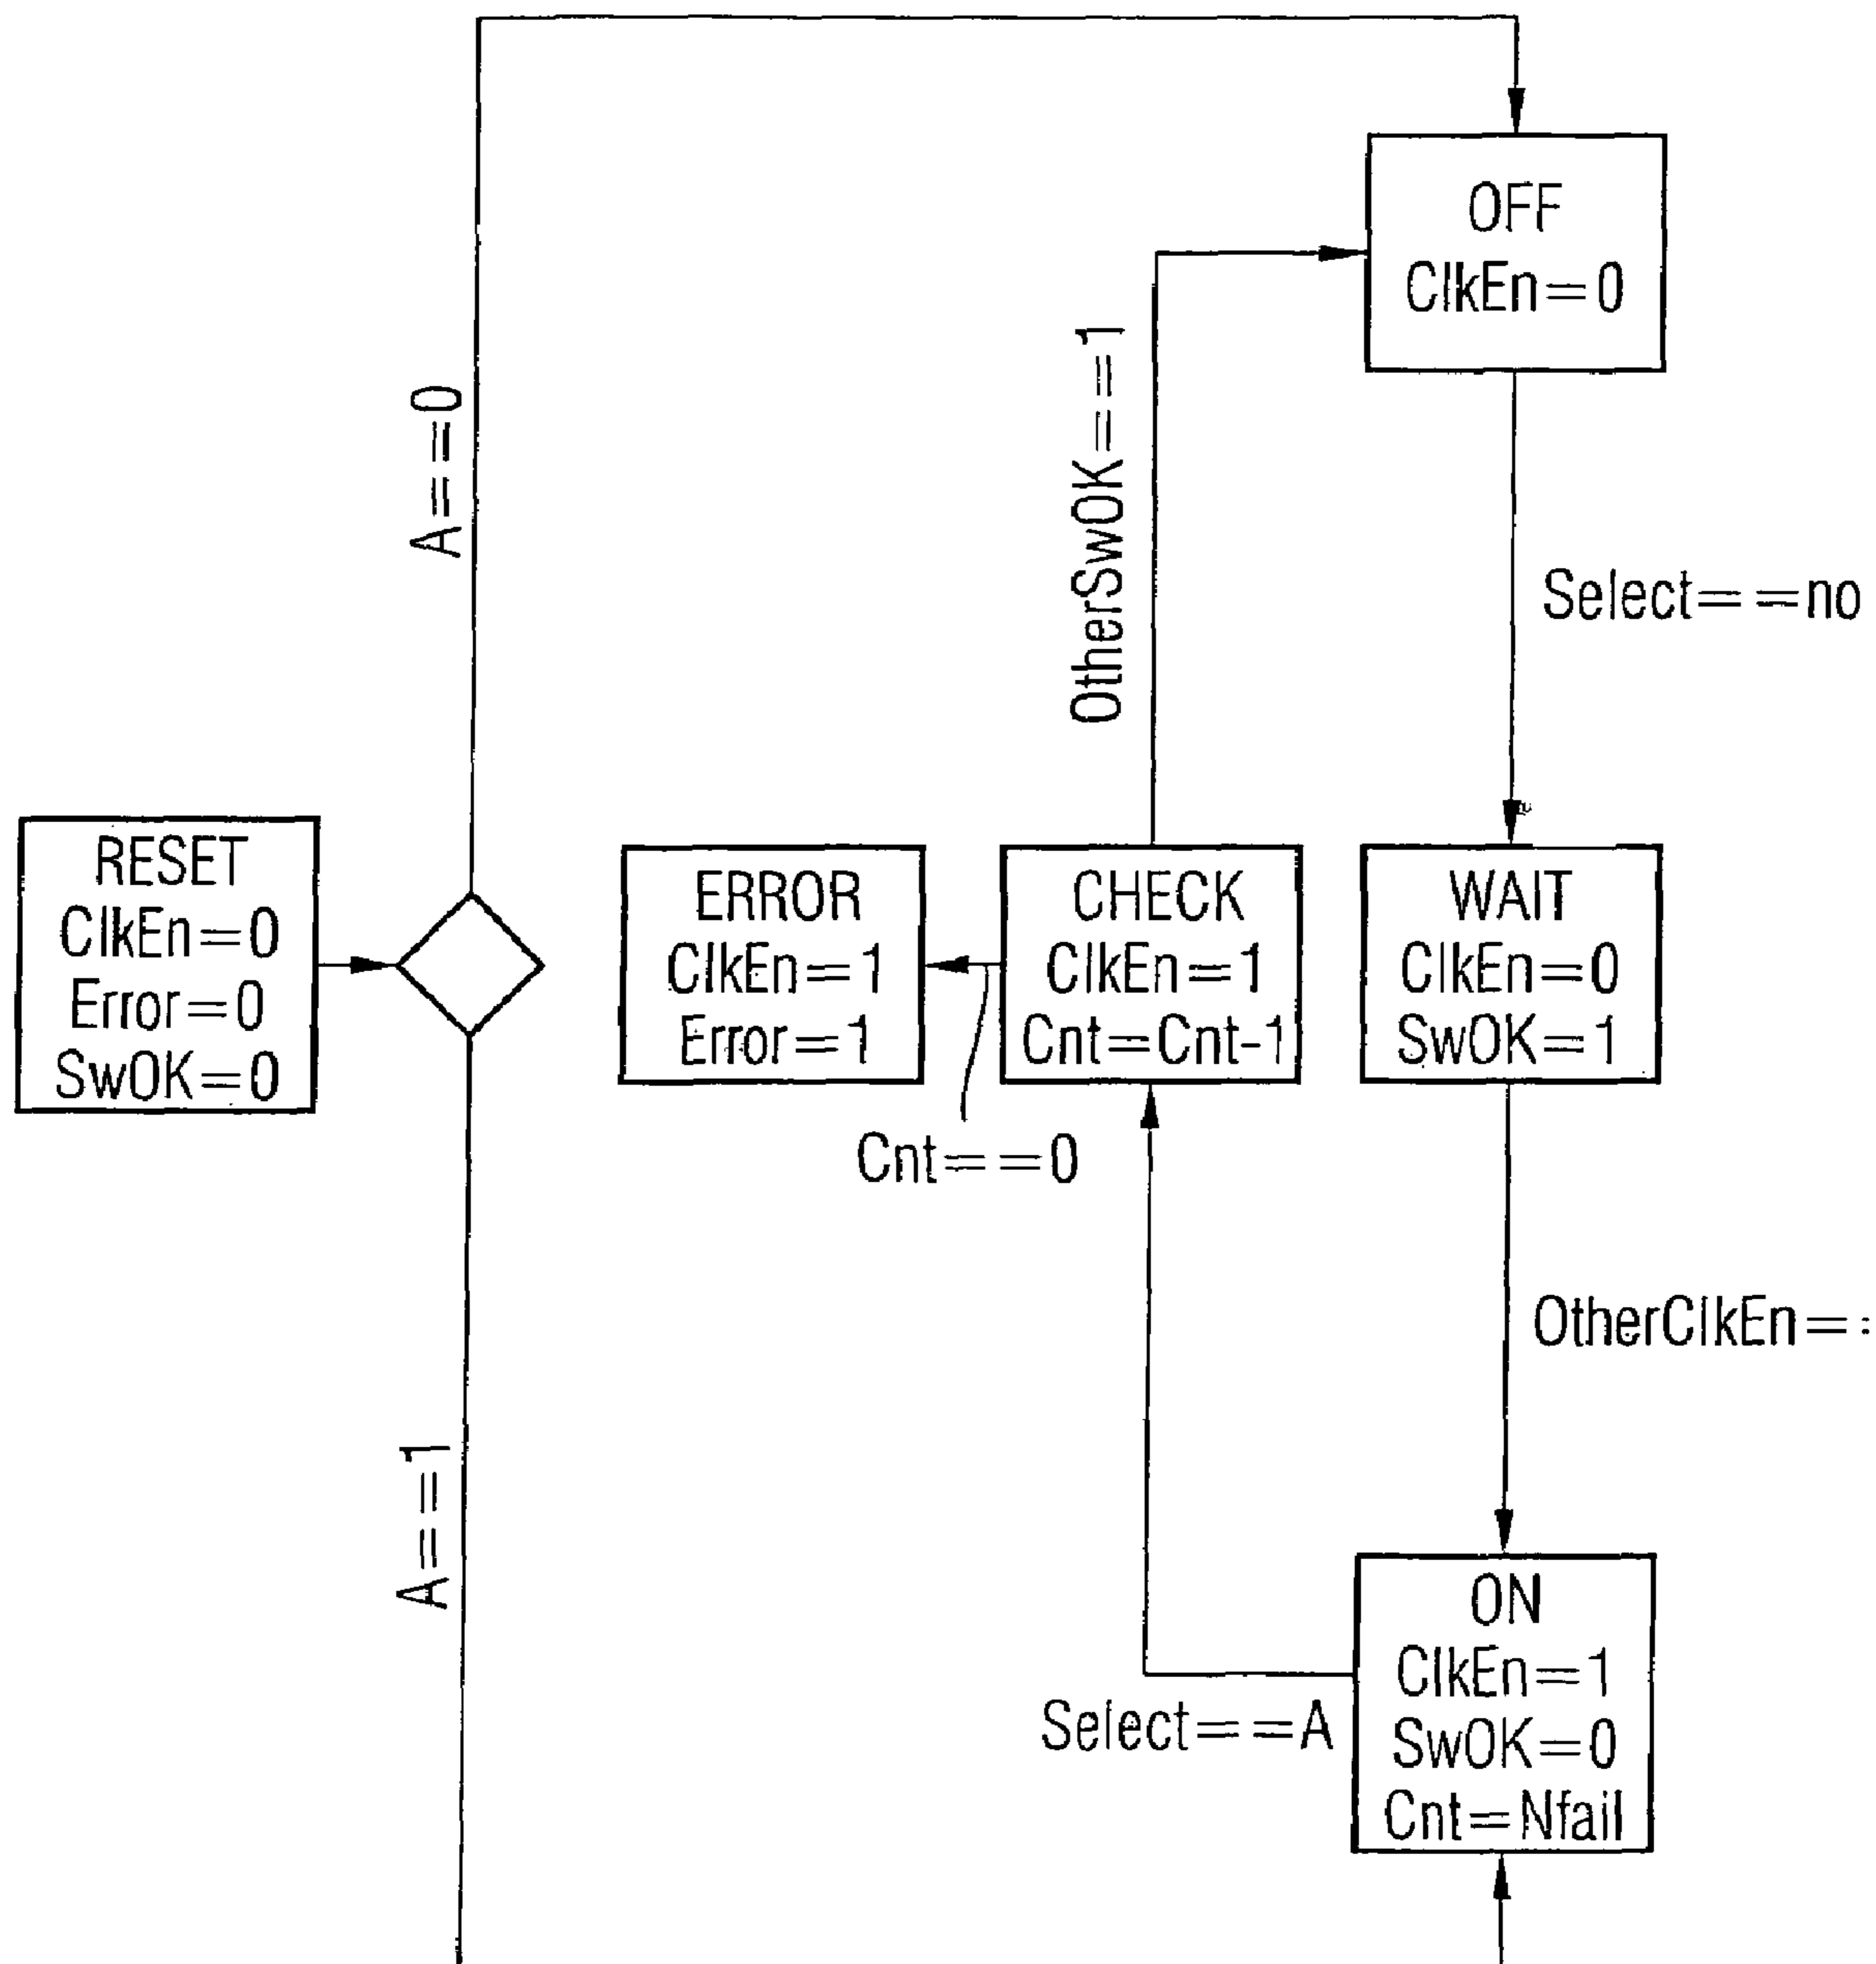 A==0
OFF
ClkEn=0
OtherSwOK==1
Select==no
RESET
ClkEn=0
Error=0
SwOK=0
ERROR
ClkEn=1
Error=1
CHECK
ClkEn=1
Cnt=Cnt-1
WAIT
ClkEn=0
SwOK=1
Cnt==0
OtherClkEn=
A==1
ON
ClkEn=1
SwOK=0
Cnt=Nfail
Select==A